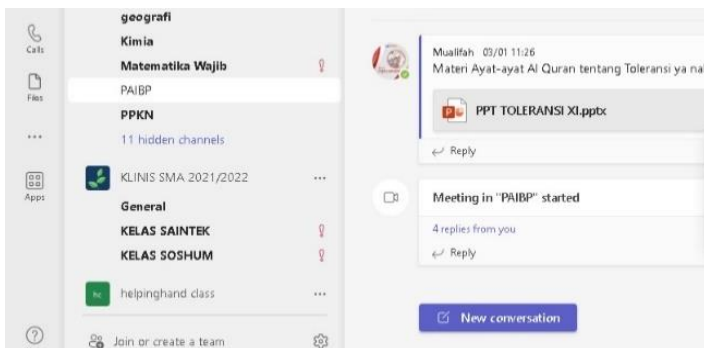 Calls
Files
Apps
geografi
Kimia
Matematika Wajib
PAIBP
PPKN
11 hidden channels
KLINIS SMA 2021/2022
General
KELAS SAINTEK
KELAS SOSHUM
hc helpinghand class
Join or create a team
Mualifah 03/01 11:26
Materi Ayat-ayat Al Quran tentang Toleransi ya
PPT TOLERANSI XI.pptx
Reply
Meeting in "PAIBP" started
4 replies from you
Reply
New conversation